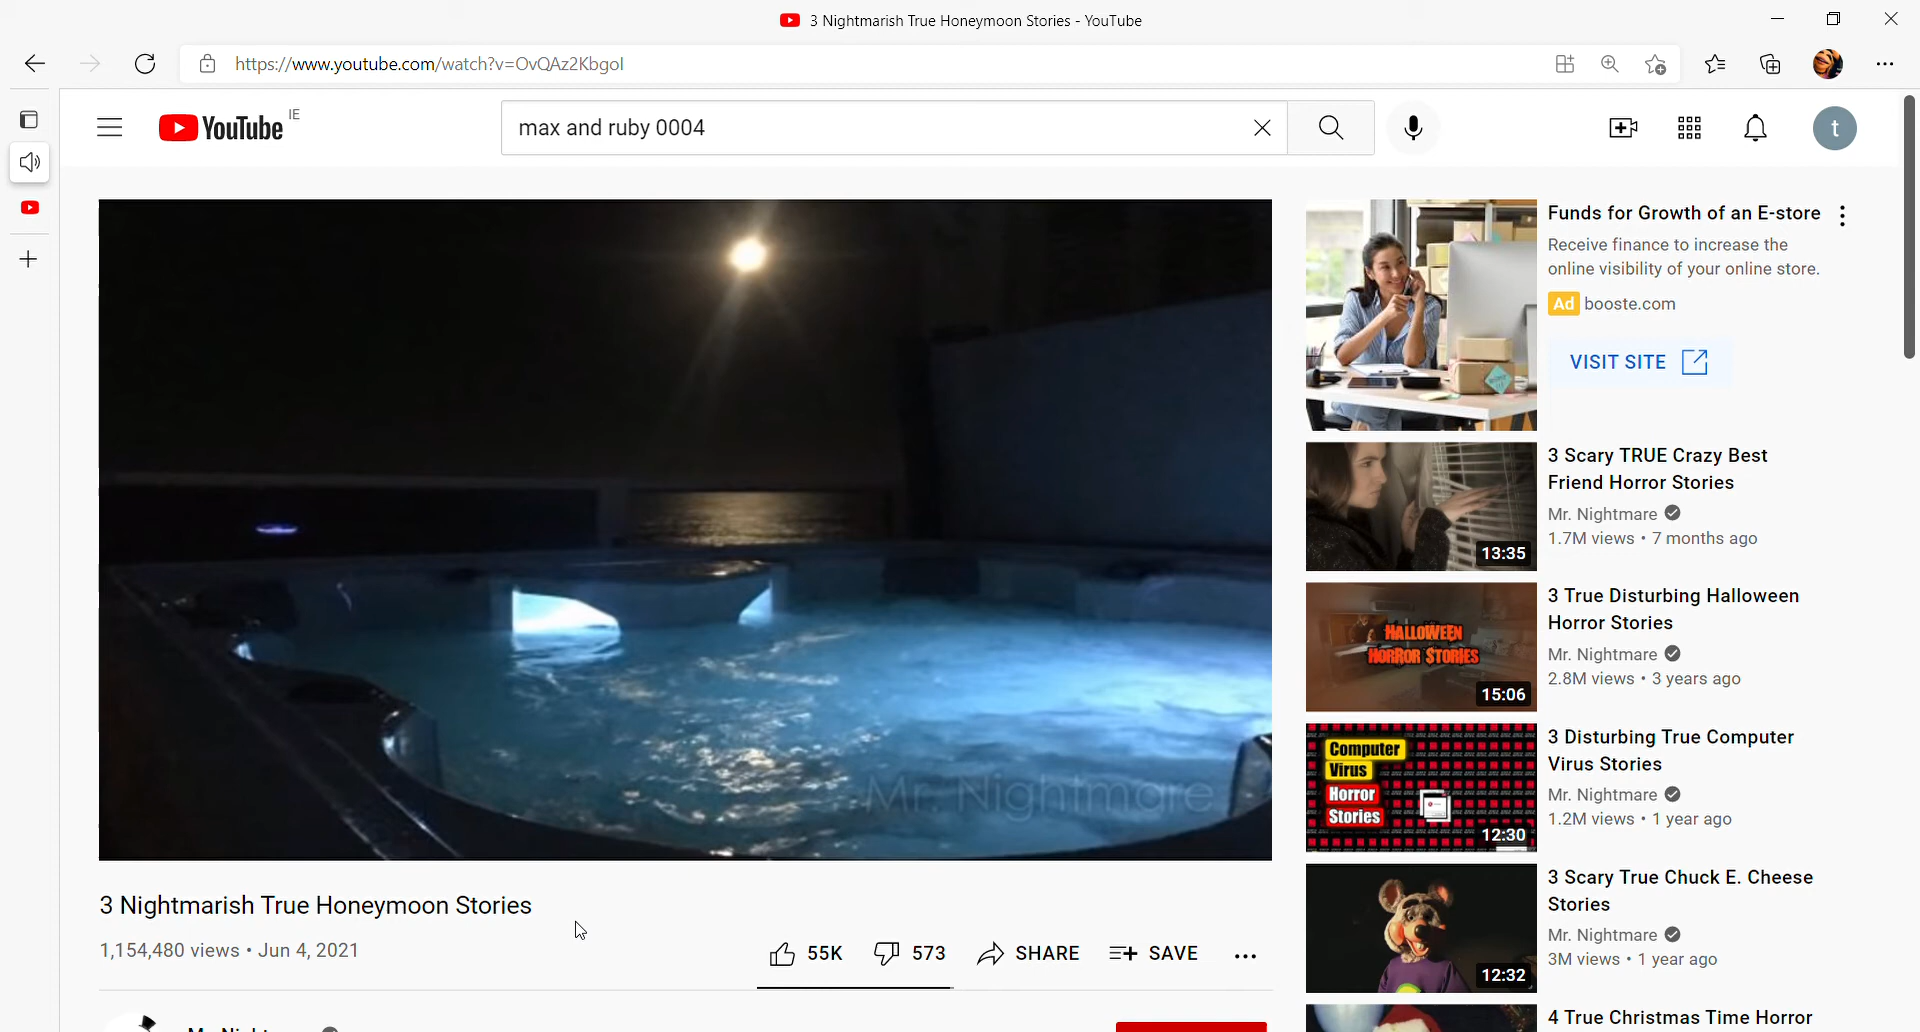 3 Nightmarish True Honeymoon Stories - YouTube
https://www.youtube.com/watch?v=OvQAz2Kbgol
YouTube IE
max and ruby 0004
t
Mr. Nightmare
3 Nightmarish True Honeymoon Stories
1,154,480 views • Jun 4, 2021
55K
573
SHARE
SAVE
Funds for Growth of an E-store
Receive finance to increase the
online visibility of your online store.
Ad booste.com
VISIT SITE
13:35
3 Scary TRUE Crazy Best
Friend Horror Stories
Mr. Nightmare
1.7M views • 7 months ago
HALLOWEEN
HORROR STORIES
15:06
3 True Disturbing Halloween
Horror Stories
Mr. Nightmare
2.8M views • 3 years ago
Computer
Virus
Horror
Stories
12:30
3 Disturbing True Computer
Virus Stories
Mr. Nightmare
1.2M views • 1 year ago
12:32
3 Scary True Chuck E. Cheese
Stories
Mr. Nightmare
3M views • 1 year ago
4 True Christmas Time Horror